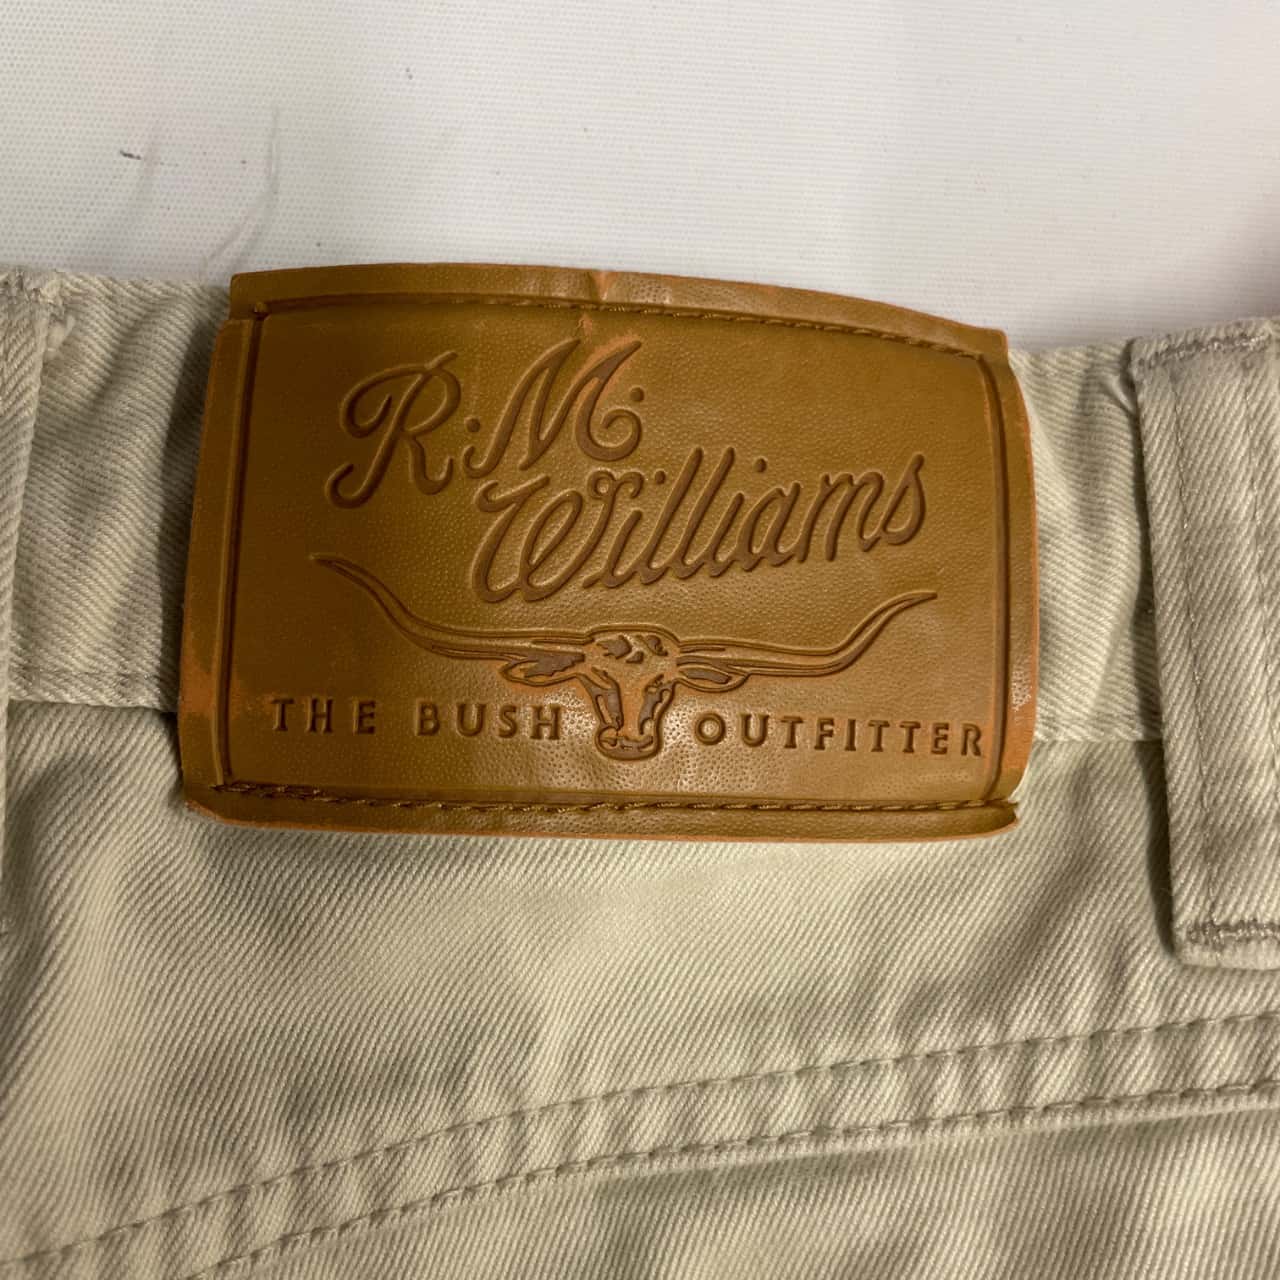 R.M.
Williams
THE BUSH OUTFITTER